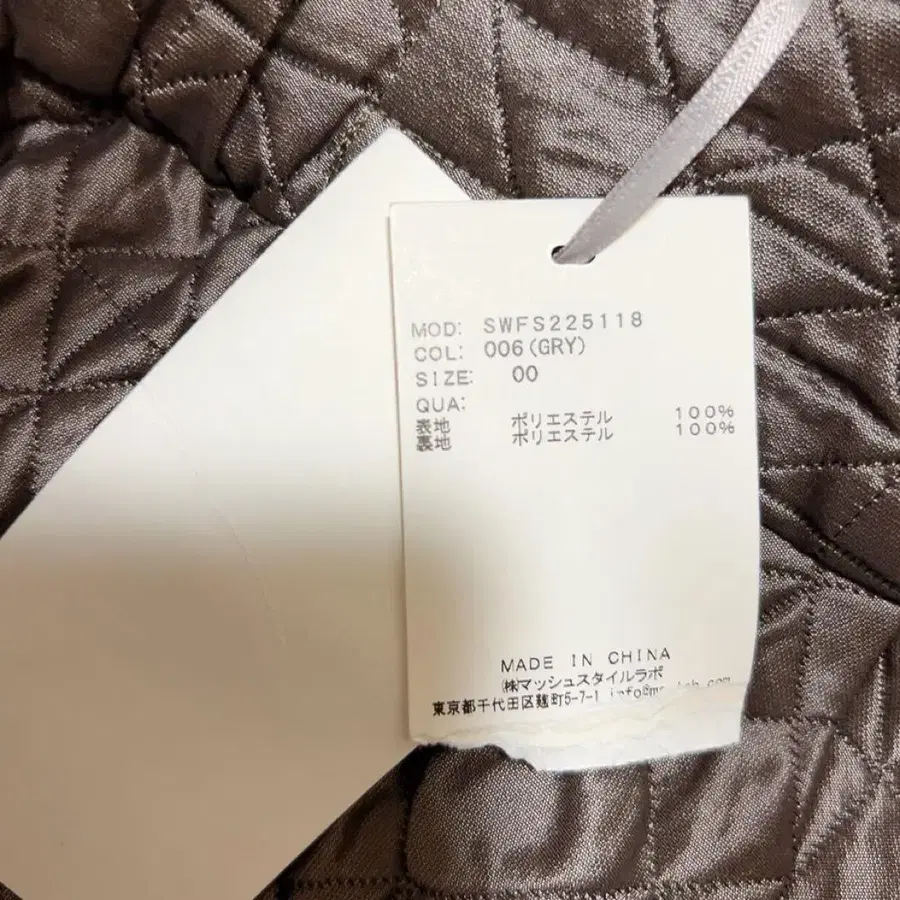 MOD: SWFS225118
COL: 006(GRY)
SIZE: 00
QUA:
表地 ポリエステル 100%
裏地 ポリエステル 100%
MADE IN CHINA
㈱マッシュスタイルラボ
東京都千代田区麹町5-7-1